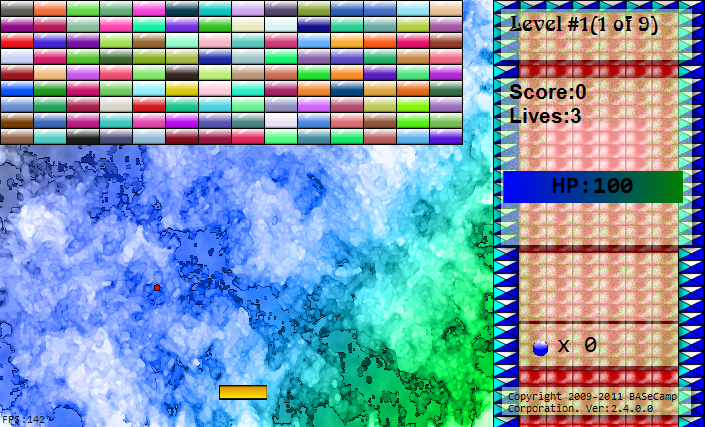 Level #1(1 of 9)
Score:0
Lives:3
HP:100
x 0
Copyright 2009-2011 BASeCamp
Corporation. Ver:2.4.0.0
FPS:142